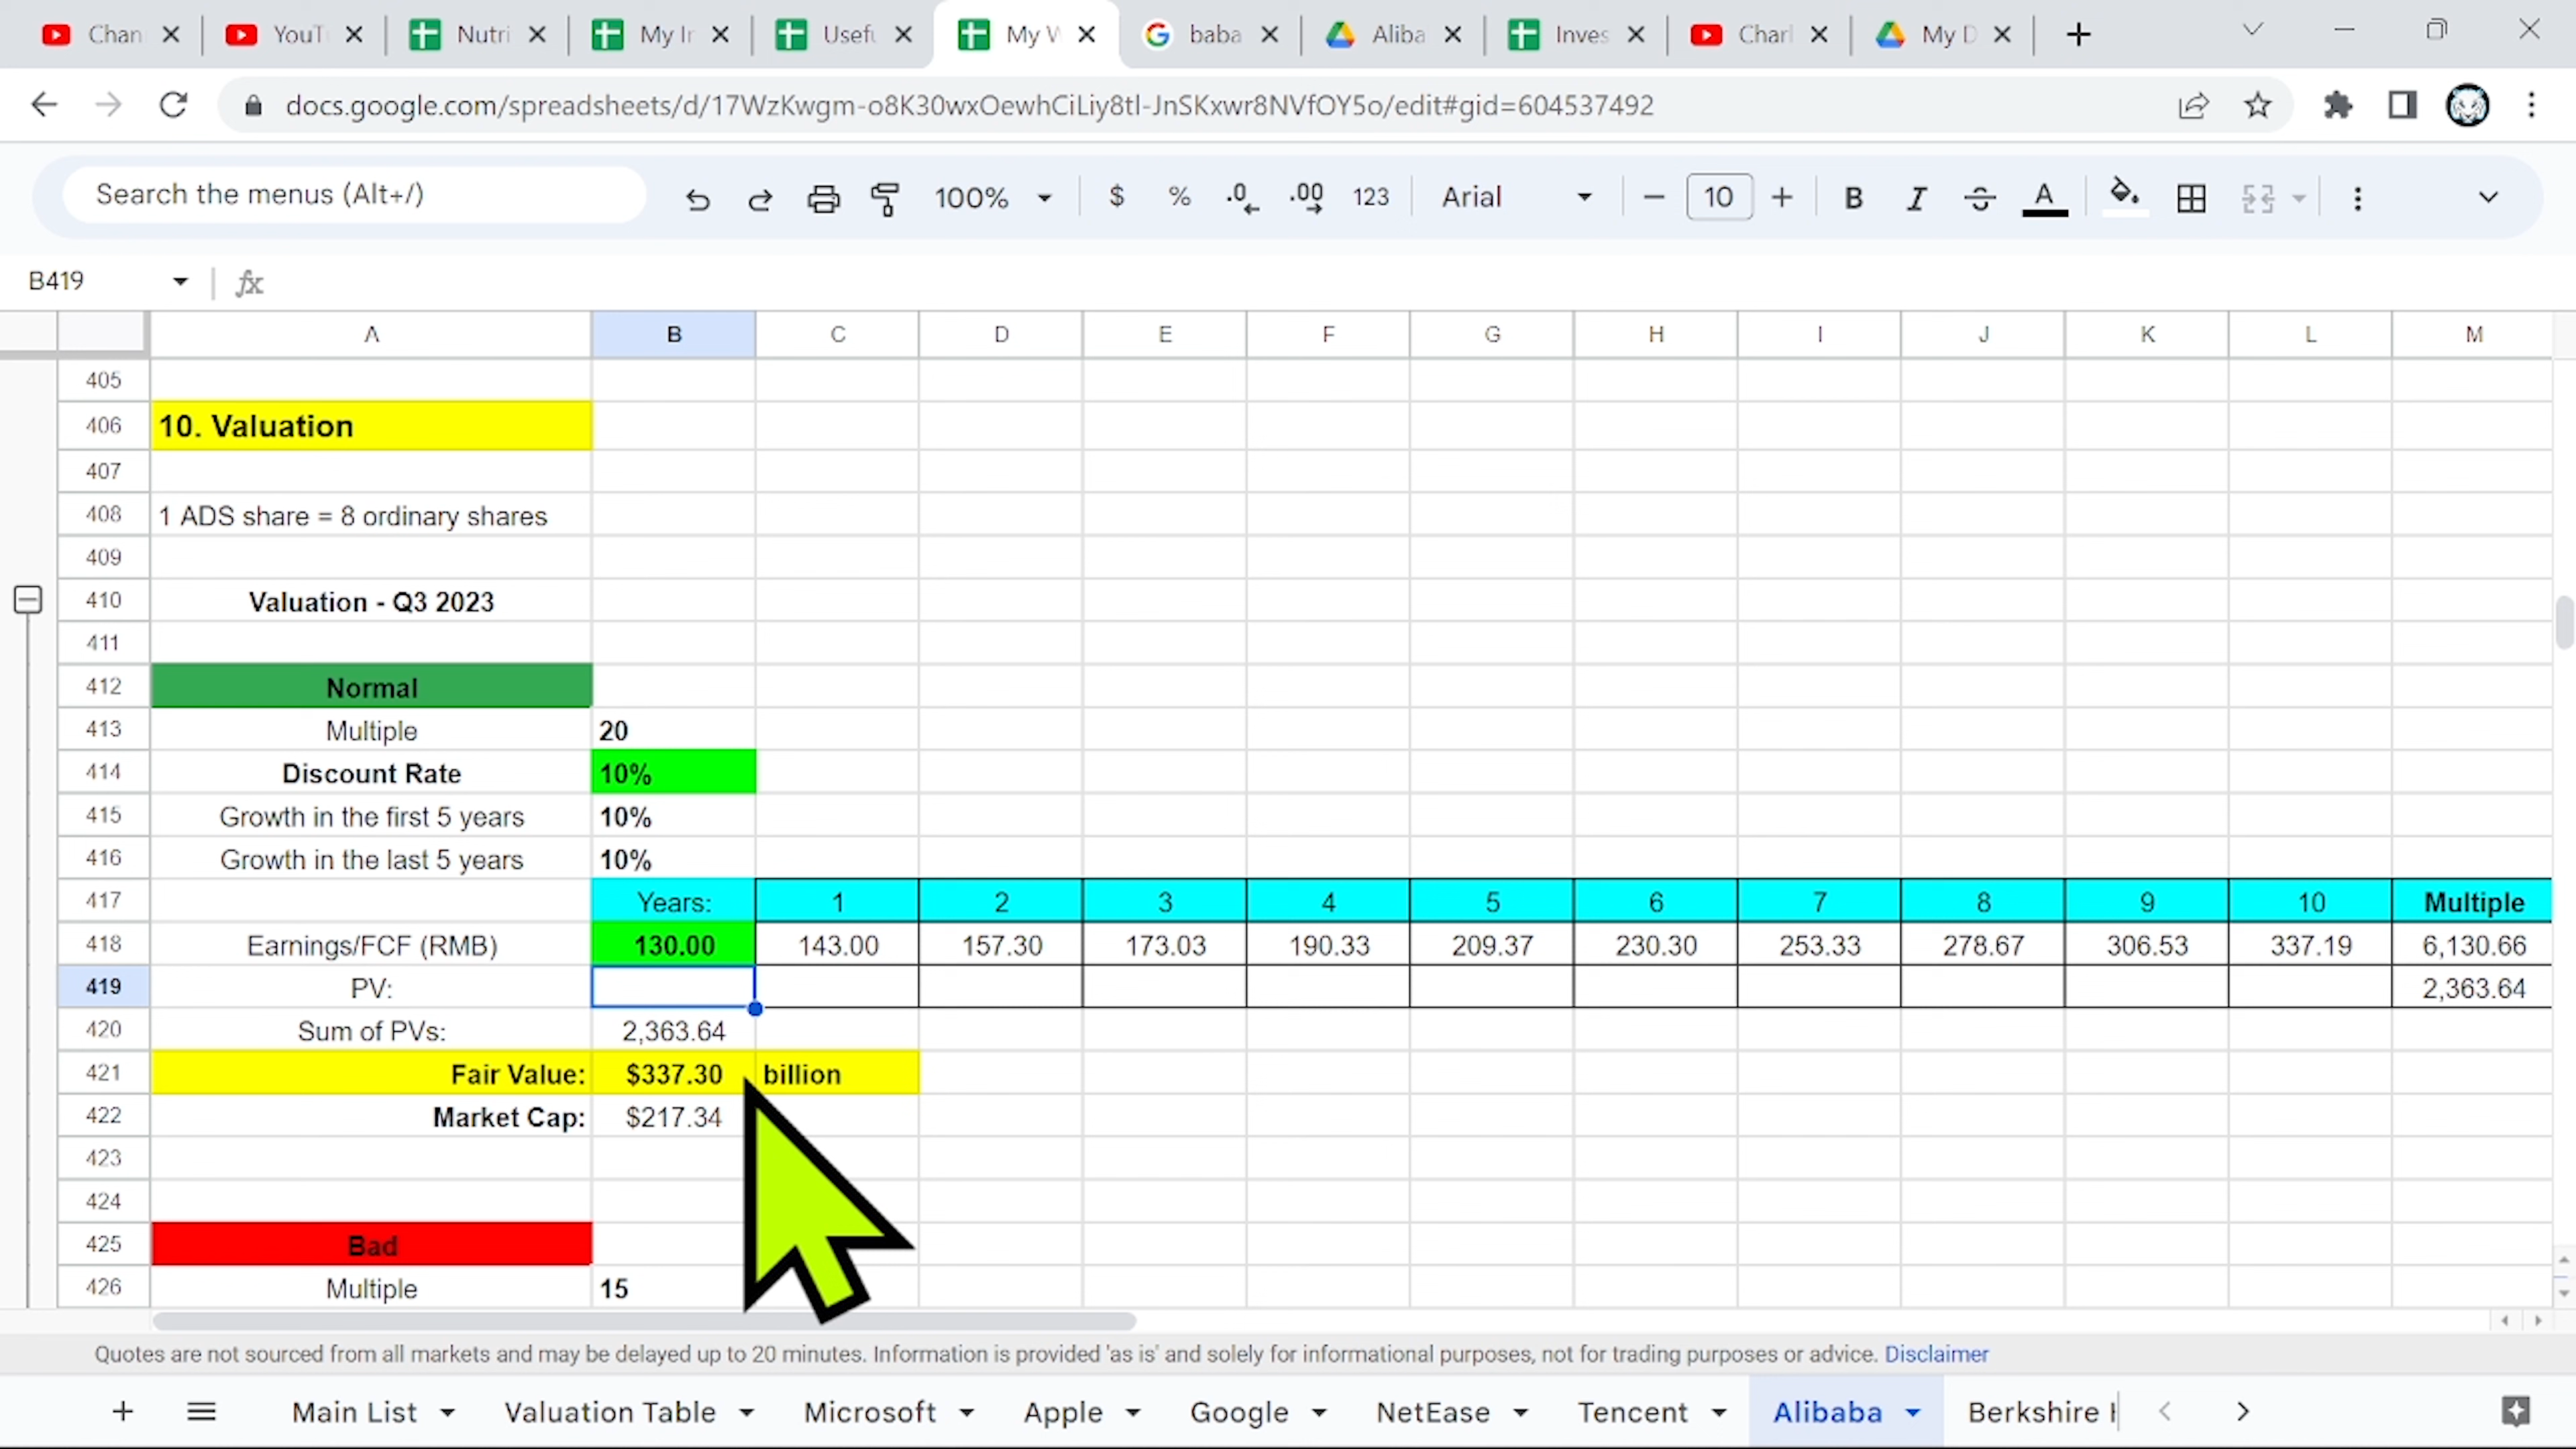 Chan YouT Nutri My Ir Usefu My W baba Aliba Inves Charl My D
docs.google.com/spreadsheets/d/17WzKwgm-o8K30wxOewhCiLiy8tI-JnSKxwr8NVfOY5o/edit#gid=604537492
Search the menus (Alt+/) 100% $ % .0 .00 123 Arial 10 B I A
B419 fx
A B C D E F G H I J K L M
405
406 10. Valuation
407
408 1 ADS share = 8 ordinary shares
409
410 Valuation - Q3 2023
411
412 Normal
413 Multiple 20
414 Discount Rate 10%
415 Growth in the first 5 years 10%
416 Growth in the last 5 years 10%
417 Years: 1 2 3 4 5 6 7 8 9 10 Multiple
418 Earnings/FCF (RMB) 130.00 143.00 157.30 173.03 190.33 209.37 230.30 253.33 278.67 306.53 337.19 6,130.66
419 PV: 2,363.64
420 Sum of PVs: 2,363.64
421 Fair Value: $337.30 billion
422 Market Cap: $217.34
423
424
425 Bad
426 Multiple 15
Quotes are not sourced from all markets and may be delayed up to 20 minutes. Information is provided 'as is' and solely for informational purposes, not for trading purposes or advice. Disclaimer
Main List Valuation Table Microsoft Apple Google NetEase Tencent Alibaba Berkshire